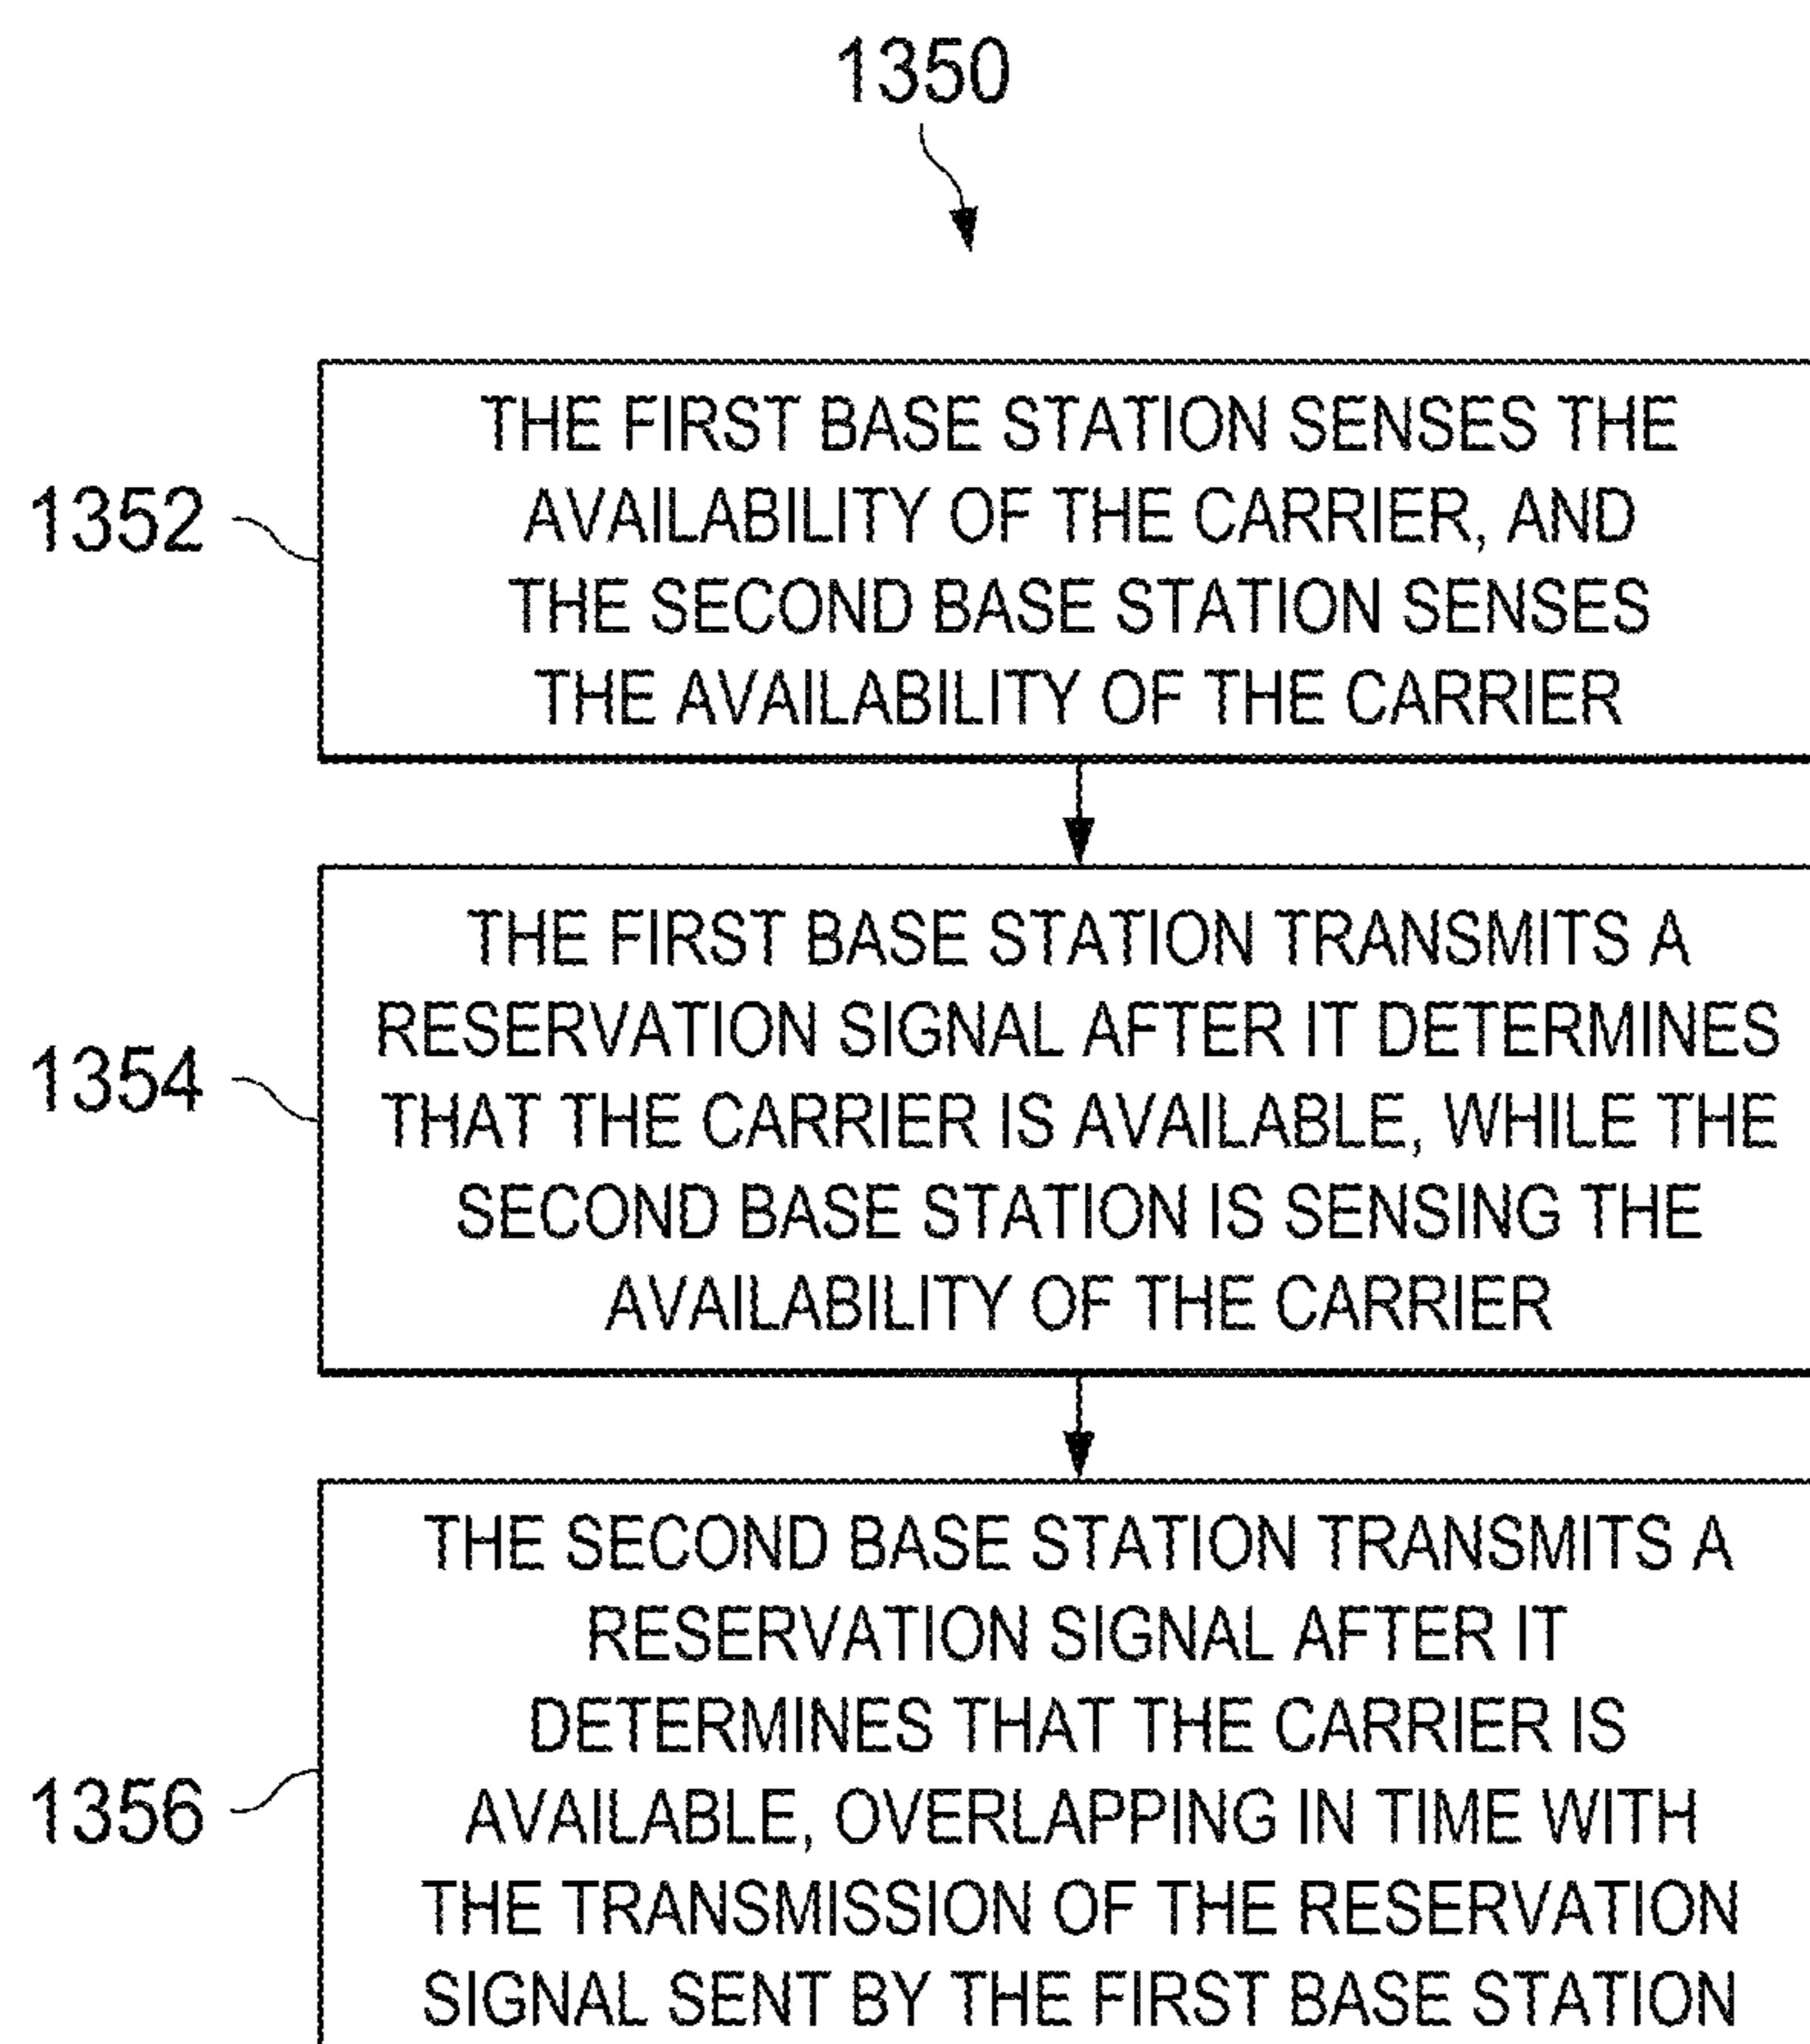 1350
1352
THE FIRST BASE STATION SENSES THE
AVAILABILITY OF THE CARRIER, AND
THE SECOND BASE STATION SENSES
THE AVAILABILITY OF THE CARRIER
1354
THE FIRST BASE STATION TRANSMITS A
RESERVATION SIGNAL AFTER IT DETERMINES
THAT THE CARRIER IS AVAILABLE, WHILE THE
SECOND BASE STATION IS SENSING THE
AVAILABILITY OF THE CARRIER
1356
THE SECOND BASE STATION TRANSMITS A
RESERVATION SIGNAL AFTER IT
DETERMINES THAT THE CARRIER IS
AVAILABLE, OVERLAPPING IN TIME WITH
THE TRANSMISSION OF THE RESERVATION
SIGNAL SENT BY THE FIRST BASE STATION